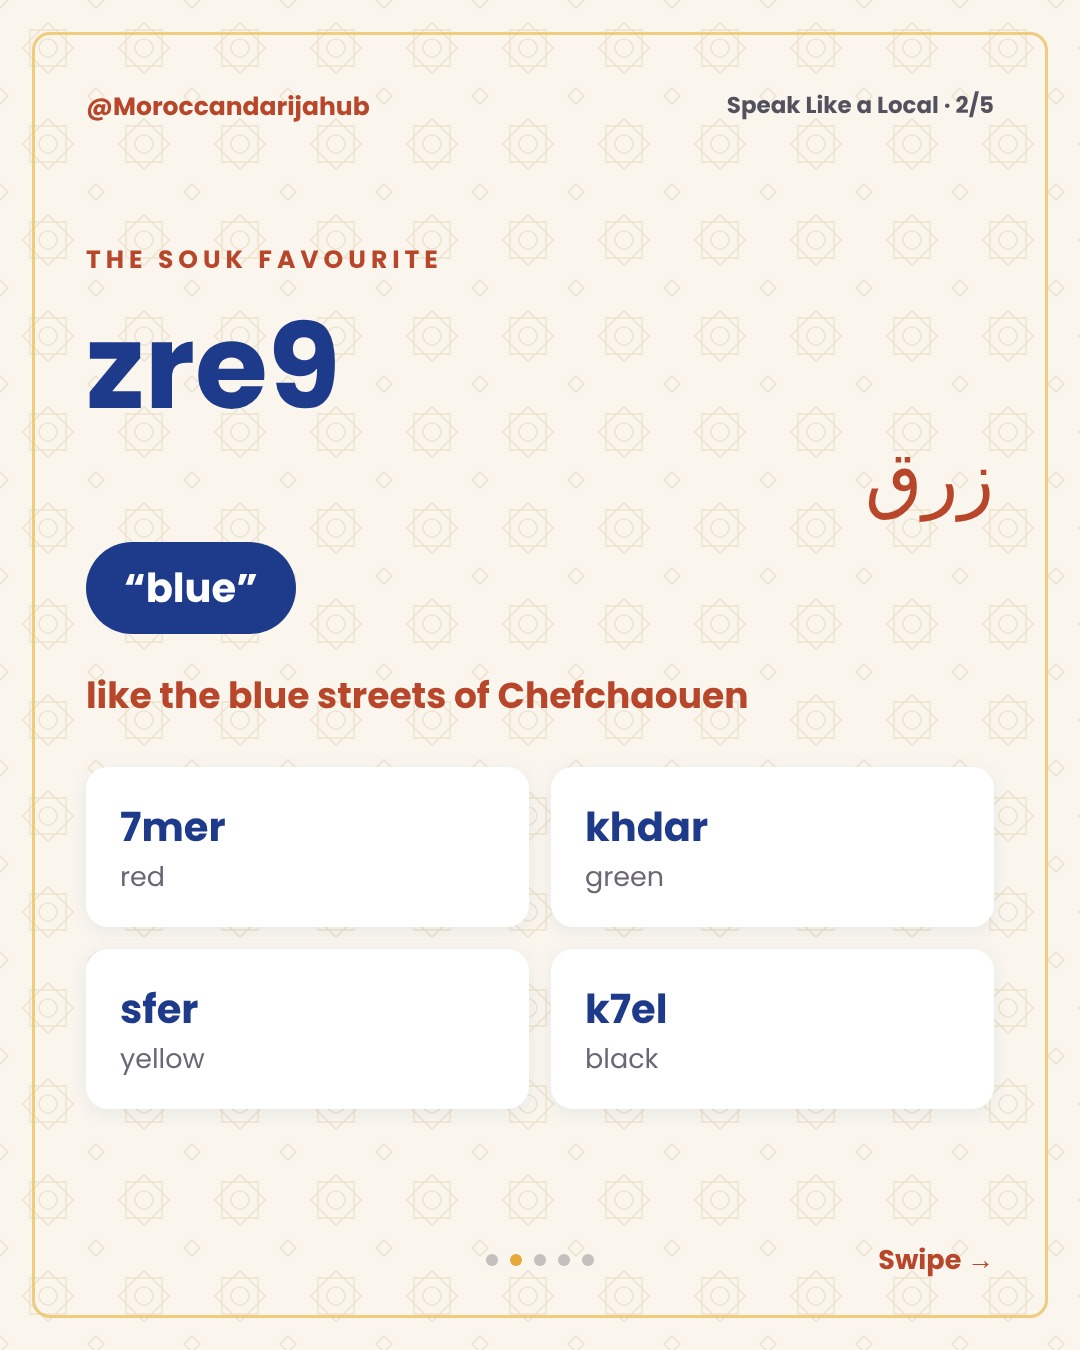 @Moroccandarijahub
Speak Like a Local · 2/5
THE SOUK FAVOURITE
zre9
زرق
“blue”
like the blue streets of Chefchaouen
7mer
red
khdar
green
sfer
yellow
k7el
black
Swipe →